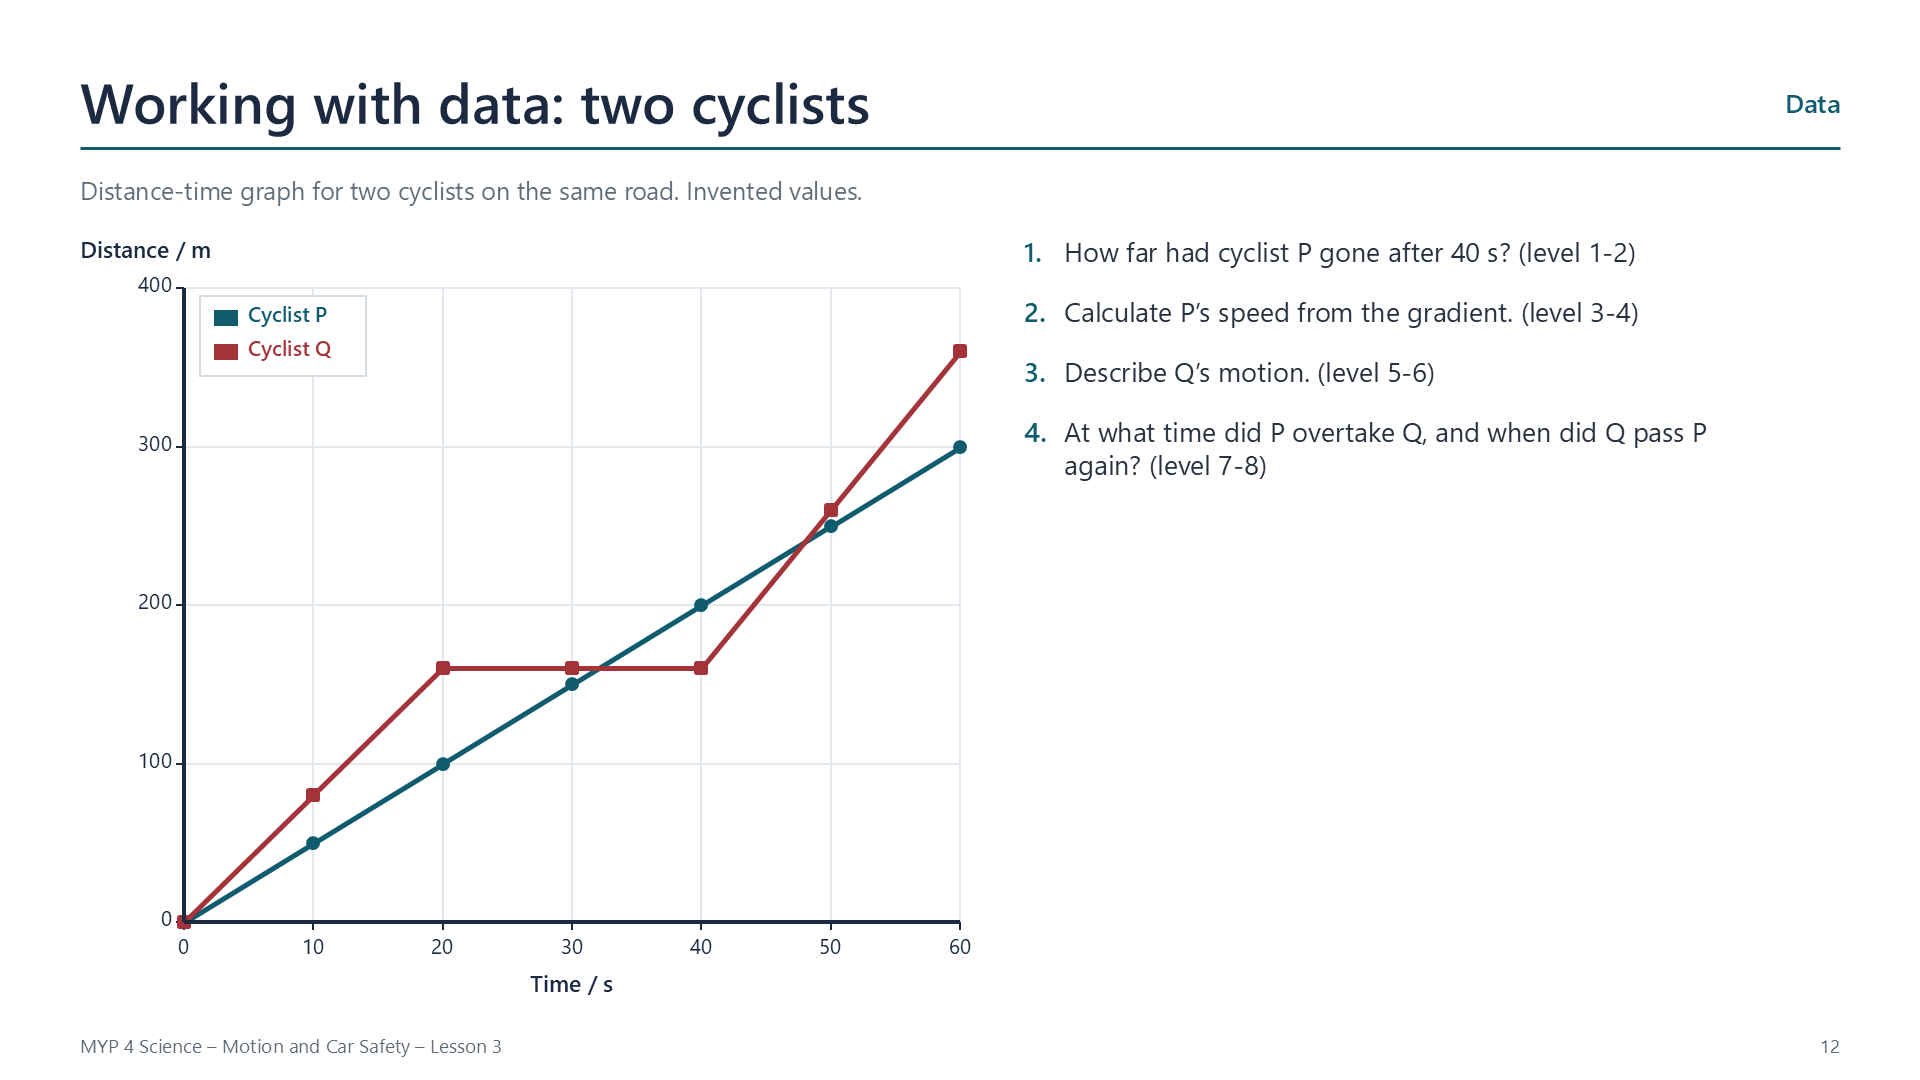 Working with data: two cyclists
Data
Distance-time graph for two cyclists on the same road. Invented values.
Distance / m
400
300
200
100
0
Cyclist P
Cyclist Q
0 10 20 30 40 50 60
Time / s
1. How far had cyclist P gone after 40 s? (level 1-2)
2. Calculate P’s speed from the gradient. (level 3-4)
3. Describe Q’s motion. (level 5-6)
4. At what time did P overtake Q, and when did Q pass P
again? (level 7-8)
MYP 4 Science – Motion and Car Safety – Lesson 3
12